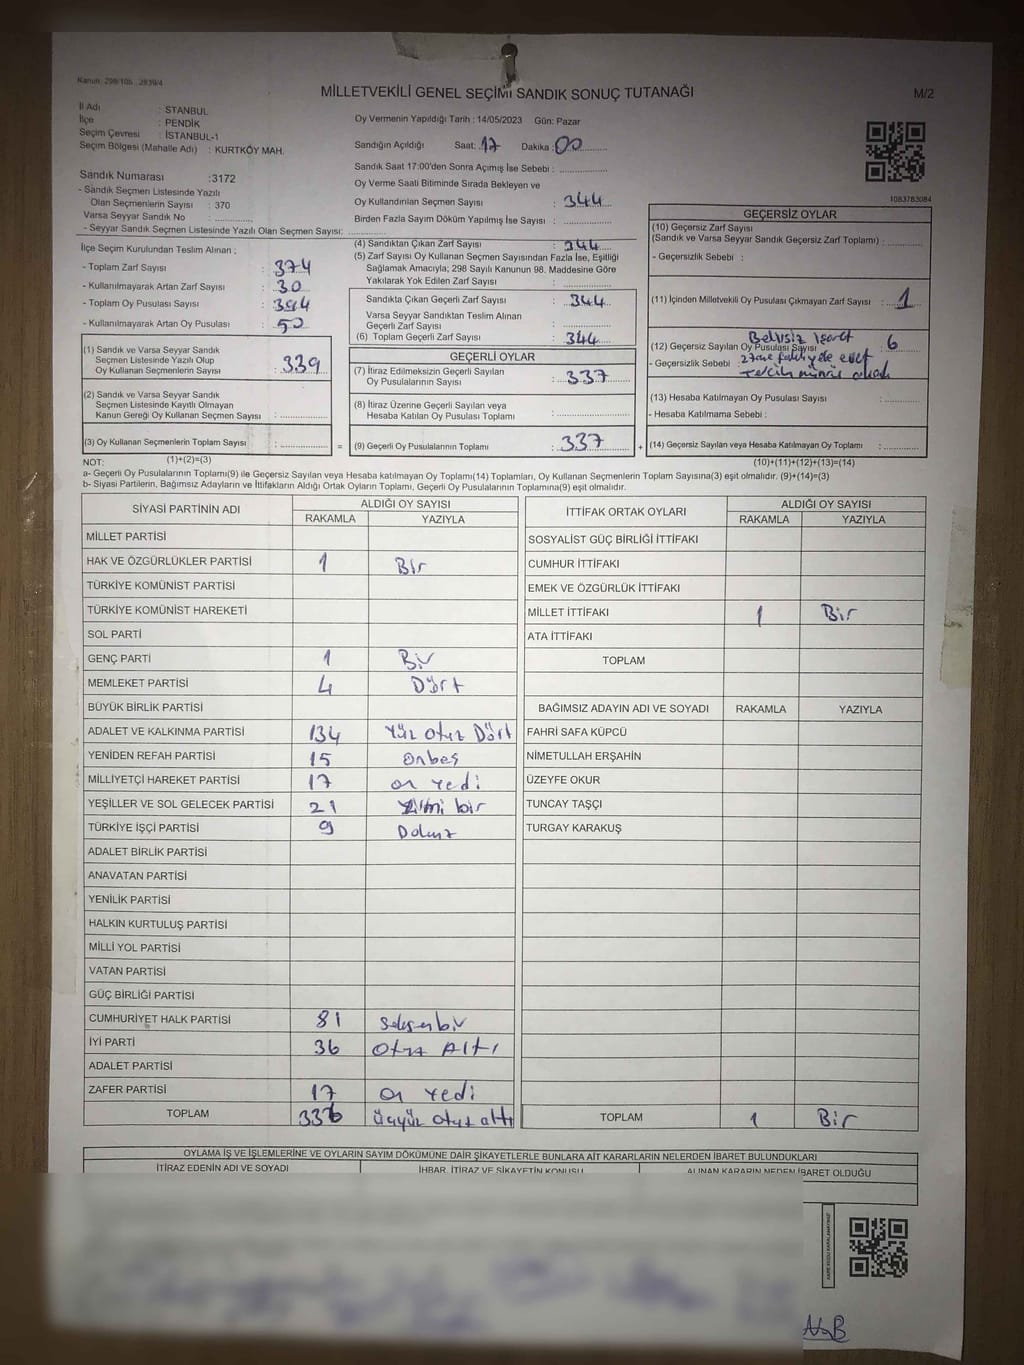 Kanun: 298/105 , 2839/4
MİLLETVEKİLİ GENEL SEÇİMİ SANDIK SONUÇ TUTANAĞI
M/2
İl Adı : STANBUL
İlçe : PENDİK
Seçim Çevresi : İSTANBUL-1
Seçim Bölgesi (Mahalle Adı) : KURTKÖY MAH.
Oy Vermenin Yapıldığı Tarih : 14/05/2023 Gün: Pazar
Sandığın Açıldığı Saat: 17 Dakika: 00
Sandık Saat 17:00'den Sonra Açımış İse Sebebi :
Oy Verme Saati Bitiminde Sırada Bekleyen ve
Oy Kullandırılan Seçmen Sayısı : 344
Birden Fazla Sayım Döküm Yapılmış İse Sayısı :
1083783084
Sandık Numarası :3172
- Sandık Seçmen Listesinde Yazılı
Olan Seçmenlerin Sayısı : 370
Varsa Seyyar Sandık No :
- Seyyar Sandık Seçmen Listesinde Yazılı Olan Seçmen Sayısı:
İlçe Seçim Kurulundan Teslim Alınan ;
- Toplam Zarf Sayısı : 374
- Kullanılmayarak Artan Zarf Sayısı : 30
- Toplam Oy Pusulası Sayısı : 394
- Kullanılmayarak Artan Oy Pusulası : 50
(1) Sandık ve Varsa Seyyar Sandık
Seçmen Listesinde Yazılı Olup
Oy Kullanan Seçmenlerin Sayısı : 339
(2) Sandık ve Varsa Seyyar Sandık
Seçmen Listesinde Kayıtlı Olmayan
Kanun Gereği Oy Kullanan Seçmen Sayısı :
(3) Oy Kullanan Seçmenlerin Toplam Sayısı :
(1)+(2)=(3)
(4) Sandıktan Çıkan Zarf Sayısı : 344
(5) Zarf Sayısı Oy Kullanan Seçmen Sayısından Fazla İse, Eşitliği
Sağlamak Amacıyla; 298 Sayılı Kanunun 98. Maddesine Göre
Yakılarak Yok Edilen Zarf Sayısı :
Sandıkta Çıkan Geçerli Zarf Sayısı : 344
Varsa Seyyar Sandıktan Teslim Alınan
Geçerli Zarf Sayısı :
(6) Toplam Geçerli Zarf Sayısı : 344
GEÇERLİ OYLAR
(7) İtiraz Edilmeksizin Geçerli Sayılan
Oy Pusulalarının Sayısı : 337
(8) İtiraz Üzerine Geçerli Sayılan veya
Hesaba Katılan Oy Pusulası Toplamı :
= (9) Geçerli Oy Pusulalarının Toplamı : 337 +
GEÇERSİZ OYLAR
(10) Geçersiz Zarf Sayısı
(Sandık ve Varsa Seyyar Sandık Geçersiz Zarf Toplamı) :
- Geçersizlik Sebebi :
(11) İçinden Milletvekili Oy Pusulası Çıkmayan Zarf Sayısı : 1
Belirsiz işaret
(12) Geçersiz Sayılan Oy Pusulası Sayısı : 6
- Geçersizlik Sebebi : evet
(13) Hesaba Katılmayan Oy Pusulası Sayısı :
- Hesaba Katılmama Sebebi :
(14) Geçersiz Sayılan veya Hesaba Katılmayan Oy Pusulası Toplamı :
(10)+(11)+(12)+(13)=(14)
NOT:
a- Geçerli Oy Pusulalarının Toplamı(9) ile Geçersiz Sayılan veya Hesaba katılmayan Oy Toplamı(14) Toplamları, Oy Kullanan Seçmenlerin Toplam Sayısına(3) eşit olmalıdır. (9)+(14)=(3)
b- Siyasi Partilerin, Bağımsız Adayların ve İttifakların Aldığı Ortak Oyların Toplamı, Geçerli Oy Pusulalarının Toplamına(9) eşit olmalıdır.
SİYASİ PARTİNİN ADI ALDIĞI OY SAYISI
RAKAMLA YAZIYLA
MİLLET PARTİSİ
HAK VE ÖZGÜRLÜKLER PARTİSİ 1 Bir
TÜRKİYE KOMÜNİST PARTİSİ
TÜRKİYE KOMÜNİST HAREKETİ
SOL PARTİ
GENÇ PARTİ 1 Bir
MEMLEKET PARTİSİ 4 Dört
BÜYÜK BİRLİK PARTİSİ
ADALET VE KALKINMA PARTİSİ 134 Yüz otuz Dört
YENİDEN REFAH PARTİSİ 15 onbeş
MİLLİYETÇİ HAREKET PARTİSİ 17 on yedi
YEŞİLLER VE SOL GELECEK PARTİSİ 21 Yirmi bir
TÜRKİYE İŞÇİ PARTİSİ 9 Dokuz
ADALET BİRLİK PARTİSİ
ANAVATAN PARTİSİ
YENİLİK PARTİSİ
HALKIN KURTULUŞ PARTİSİ
MİLLİ YOL PARTİSİ
VATAN PARTİSİ
GÜÇ BİRLİĞİ PARTİSİ
CUMHURİYET HALK PARTİSİ 81 seksenbir
İYİ PARTİ 36 Otuz Altı
ADALET PARTİSİ
ZAFER PARTİSİ 17 on yedi
TOPLAM 336 üçyüz otuz altı
İTTİFAK ORTAK OYLARI ALDIĞI OY SAYISI
RAKAMLA YAZIYLA
SOSYALİST GÜÇ BİRLİĞİ İTTİFAKI
CUMHUR İTTİFAKI
EMEK VE ÖZGÜRLÜK İTTİFAKI
MİLLET İTTİFAKI 1 Bir
ATA İTTİFAKI
TOPLAM
BAĞIMSIZ ADAYIN ADI VE SOYADI RAKAMLA YAZIYLA
FAHRİ SAFA KÜPCÜ
NİMETULLAH ERŞAHİN
ÜZEYFE OKUR
TUNCAY TAŞÇI
TURGAY KARAKUŞ
TOPLAM 1 Bir
OYLAMA İŞ VE İŞLEMLERİNE VE OYLARIN SAYIM DÖKÜMÜNE DAİR ŞİKAYETLERLE BUNLARA AİT KARARLARIN NELERDEN İBARET BULUNDUKLARI
İTİRAZ EDENİN ADI VE SOYADI İHBAR, İTİRAZ VE ŞİKAYETİN KONUSU ALINAN KARARIN NEDEN İBARET OLDUĞU
KARE KODU KARALAMAYINIZ!